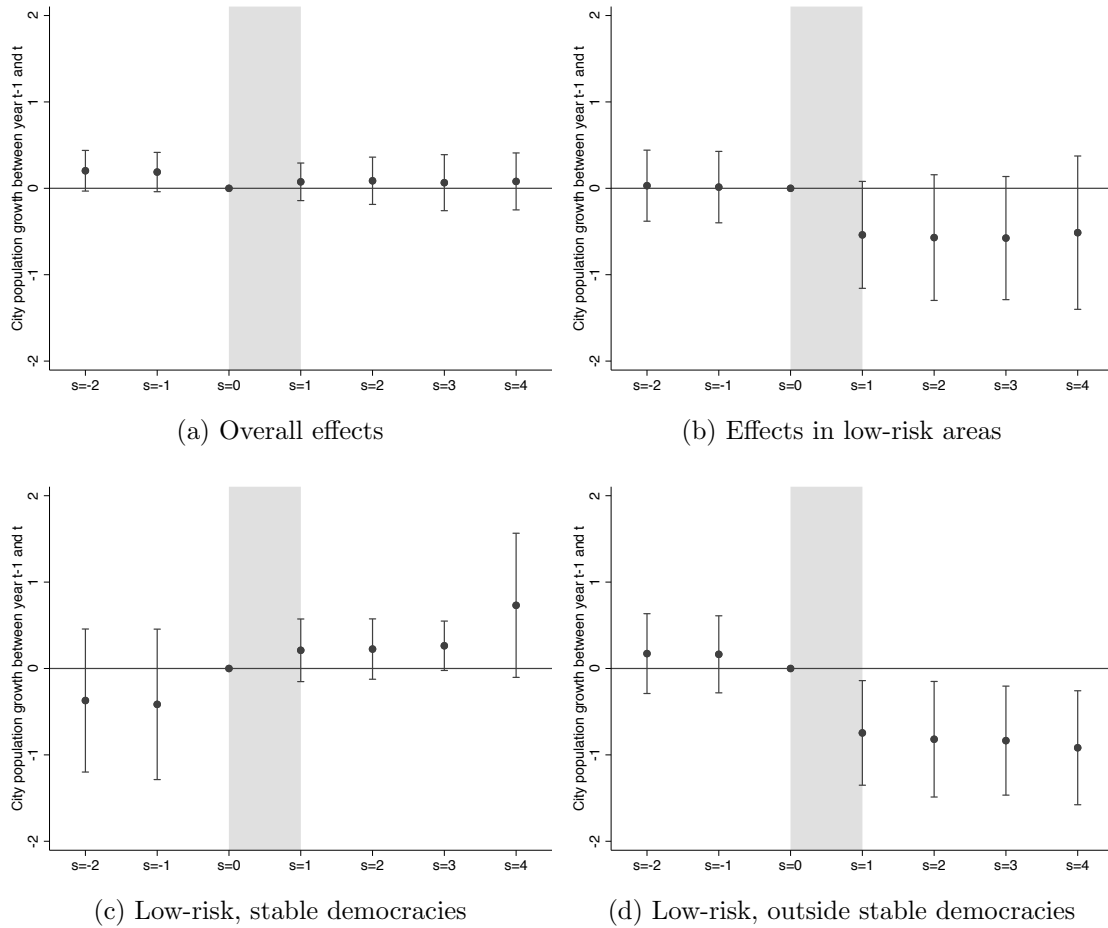 City population growth between year t-1 and t
2
1
0
-1
-2
s=-2 s=-1 s=0 s=1 s=2 s=3 s=4
(a) Overall effects
City population growth between year t-1 and t
2
1
0
-1
-2
s=-2 s=-1 s=0 s=1 s=2 s=3 s=4
(b) Effects in low-risk areas
City population growth between year t-1 and t
2
1
0
-1
-2
s=-2 s=-1 s=0 s=1 s=2 s=3 s=4
(c) Low-risk, stable democracies
City population growth between year t-1 and t
2
1
0
-1
-2
s=-2 s=-1 s=0 s=1 s=2 s=3 s=4
(d) Low-risk, outside stable democracies